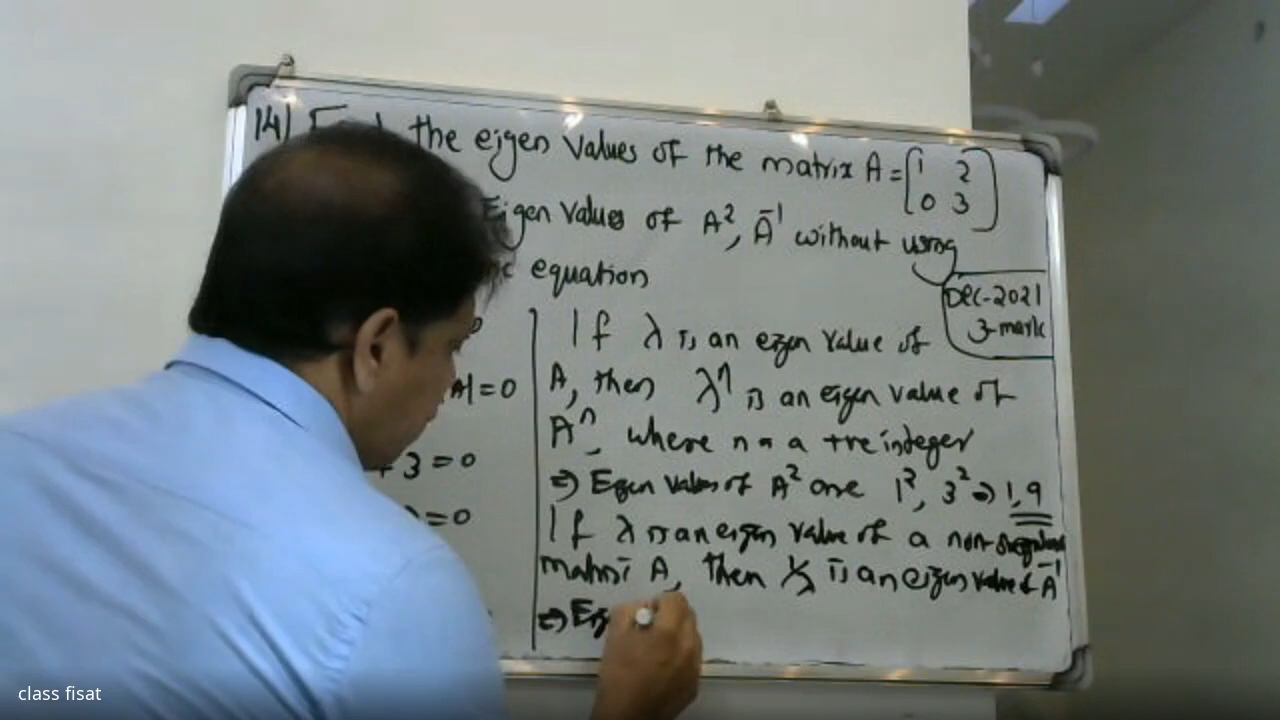 14) Find the eigen values of the matrix A = [1 2
0 3]
Eigen values of A², A⁻¹ without using
equation
Dec-2021
3-mark
If λ is an eigen value of
A, then λⁿ is an eigen value of
Aⁿ, where n is a +ve integer
⇒ Eigen values of A² are 1², 3² ⇒ 1, 9
If λ is an eigen value of a non-singular
matrix A, then 1/λ is an eigen value of A⁻¹
⇒ Eig
A| = 0
+ 3 = 0
) = 0
class fisat